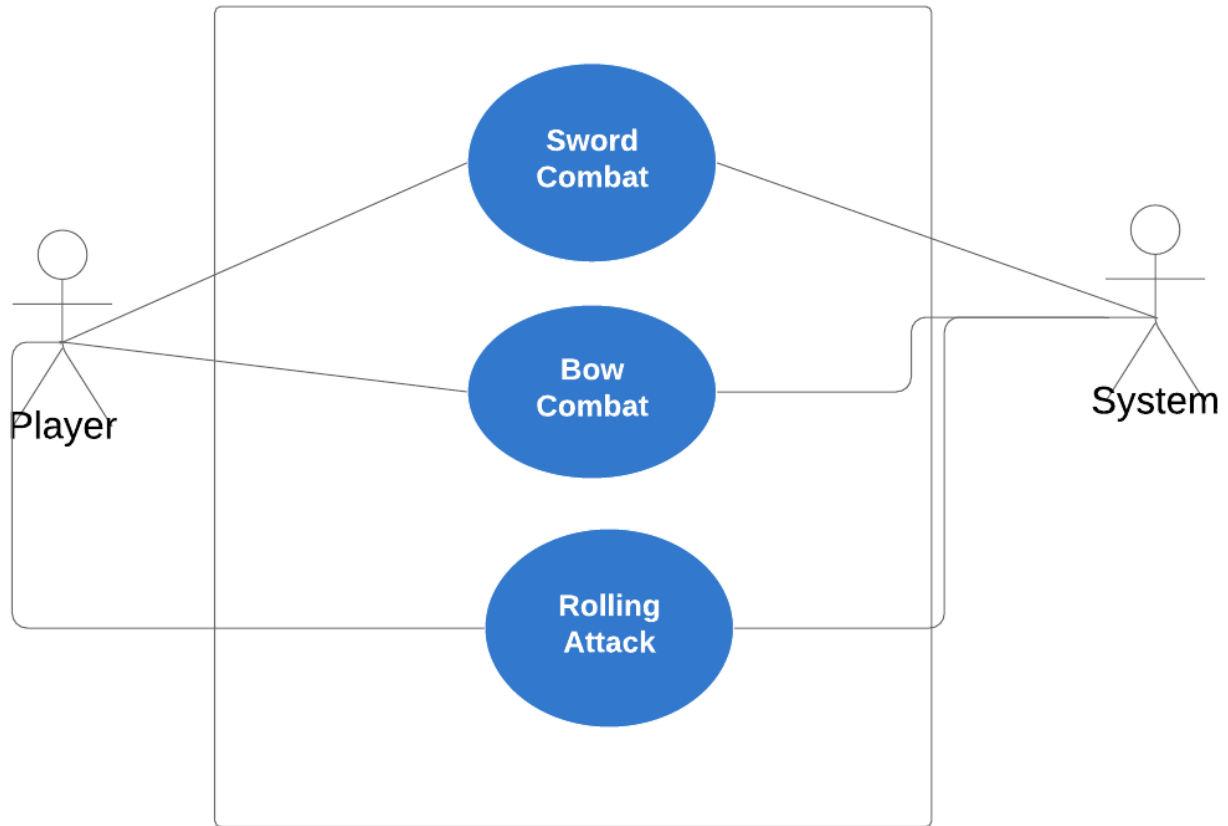 Sword
Combat
Bow
Combat
Player
System
Rolling
Attack